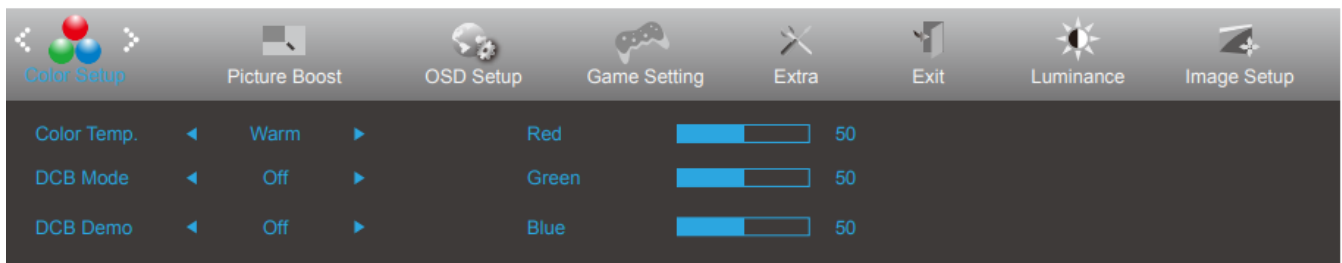 Color Setup Picture Boost OSD Setup Game Setting Extra Exit Luminance Image Setup
Color Temp. Warm Red 50
DCB Mode Off Green 50
DCB Demo Off Blue 50